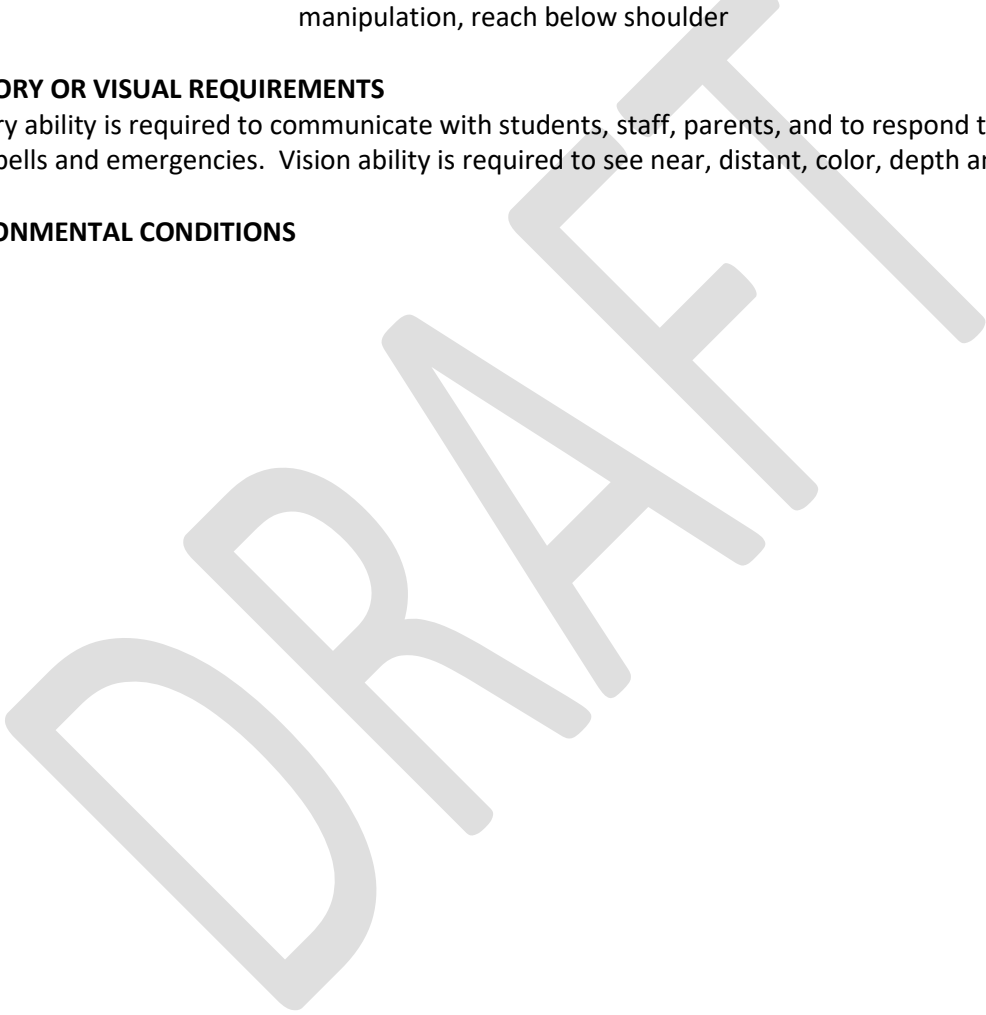 manipulation, reach below shoulder
ORY OR VISUAL REQUIREMENTS
ry ability is required to communicate with students, staff, parents, and to respond t
bells and emergencies. Vision ability is required to see near, distant, color, depth ar
ONMENTAL CONDITIONS
DRAFT